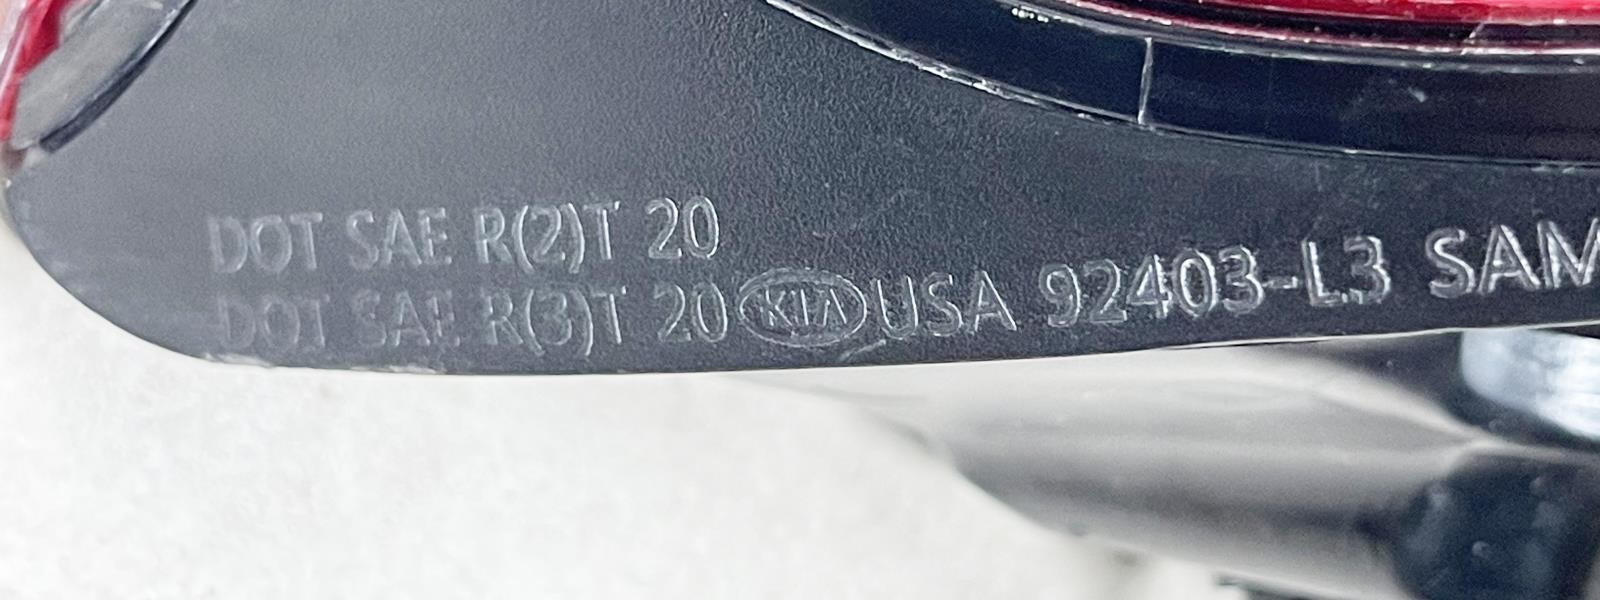 DOT SAE R(2)T 20
DOT SAE R(3)T 20 KIA USA 92403-L3 SAM